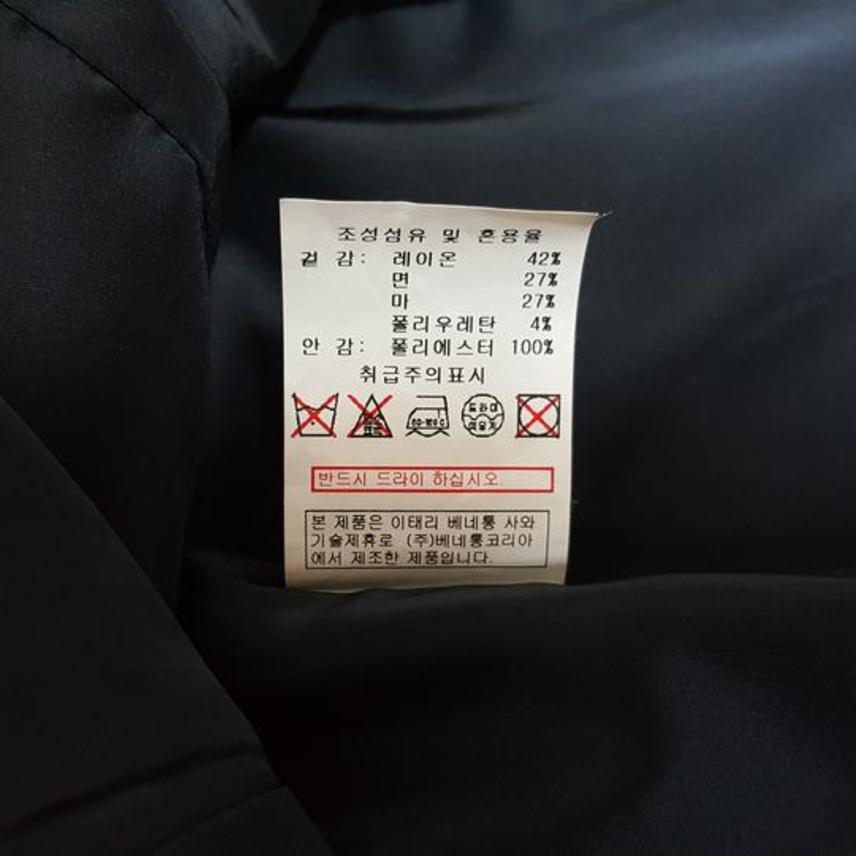 조성섬유 및 혼용율
겉 감: 레이온 42%
면 27%
마 27%
폴리우레탄 4%
안 감: 폴리에스터 100%
취급주의표시
드라이
반드시 드라이 하십시오.
본 제품은 이태리 베네통 사와
기술제휴로 (주)베네통코리아
에서 제조한 제품입니다.